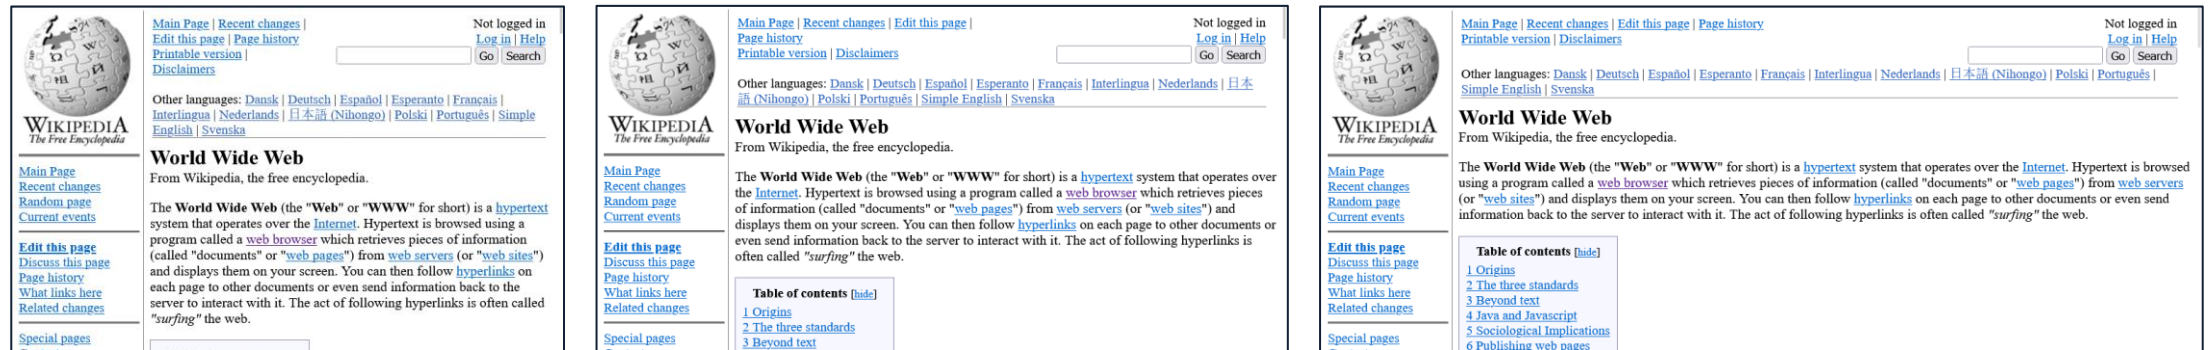 WIKIPEDIA
The Free Encyclopedia
Main Page
Recent changes
Random page
Current events
Edit this page
Discuss this page
Page history
What links here
Related changes
Special pages
Main Page | Recent changes |
Edit this page | Page history
Printable version |
Disclaimers
Not logged in
Log in | Help
Go Search
Other languages: Dansk | Deutsch | Español | Esperanto | Français |
Interlingua | Nederlands | 日本語 (Nihongo) | Polski | Português | Simple
English | Svenska
World Wide Web
From Wikipedia, the free encyclopedia.
The World Wide Web (the "Web" or "WWW" for short) is a hypertext
system that operates over the Internet. Hypertext is browsed using a
program called a web browser which retrieves pieces of information
(called "documents" or "web pages") from web servers (or "web sites")
and displays them on your screen. You can then follow hyperlinks on
each page to other documents or even send information back to the
server to interact with it. The act of following hyperlinks is often called
"surfing" the web.
WIKIPEDIA
The Free Encyclopedia
Main Page
Recent changes
Random page
Current events
Edit this page
Discuss this page
Page history
What links here
Related changes
Special pages
Main Page | Recent changes | Edit this page |
Page history
Printable version | Disclaimers
Not logged in
Log in | Help
Go Search
Other languages: Dansk | Deutsch | Español | Esperanto | Français | Interlingua | Nederlands | 日本
語 (Nihongo) | Polski | Português | Simple English | Svenska
World Wide Web
From Wikipedia, the free encyclopedia.
The World Wide Web (the "Web" or "WWW" for short) is a hypertext system that operates over
the Internet. Hypertext is browsed using a program called a web browser which retrieves pieces
of information (called "documents" or "web pages") from web servers (or "web sites") and
displays them on your screen. You can then follow hyperlinks on each page to other documents or
even send information back to the server to interact with it. The act of following hyperlinks is
often called "surfing" the web.
Table of contents [hide]
1 Origins
2 The three standards
3 Beyond text
WIKIPEDIA
The Free Encyclopedia
Main Page
Recent changes
Random page
Current events
Edit this page
Discuss this page
Page history
What links here
Related changes
Special pages
Main Page | Recent changes | Edit this page | Page history
Printable version | Disclaimers
Not logged in
Log in | Help
Go Search
Other languages: Dansk | Deutsch | Español | Esperanto | Français | Interlingua | Nederlands | 日本語 (Nihongo) | Polski | Português |
Simple English | Svenska
World Wide Web
From Wikipedia, the free encyclopedia.
The World Wide Web (the "Web" or "WWW" for short) is a hypertext system that operates over the Internet. Hypertext is browsed
using a program called a web browser which retrieves pieces of information (called "documents" or "web pages") from web servers
(or "web sites") and displays them on your screen. You can then follow hyperlinks on each page to other documents or even send
information back to the server to interact with it. The act of following hyperlinks is often called "surfing" the web.
Table of contents [hide]
1 Origins
2 The three standards
3 Beyond text
4 Java and Javascript
5 Sociological Implications
6 Publishing web pages